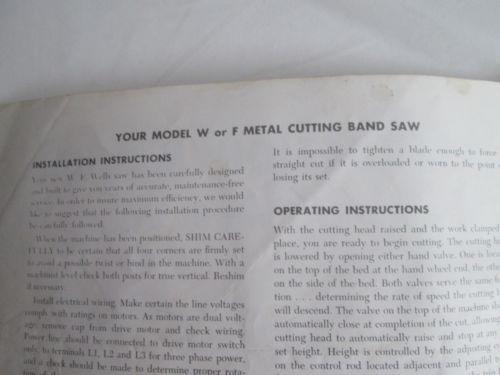 YOUR MODEL W or F METAL CUTTING BAND SAW
INSTALLATION INSTRUCTIONS
Your new W. F. Wells saw has been carefully designed
and built to give you years of accurate, maintenance-free
service. In order to insure maximum efficiency, we would
like to suggest that the following installation procedure
be carefully followed.
When the machine has been positioned, SHIM CARE-
FULLY to be certain that all four corners are firmly set
to avoid a possible twist or bind in the machine. With a
machinist level check both posts for true vertical. Reshim
if necessary.
Install electrical wiring. Make certain the line voltages
comply with ratings on motors. As motors are dual volt-
age, remove cap from drive motor and check wiring.
Power line should be connected to drive motor switch
only, to terminals L1, L2 and L3 for three phase power,
and a check should be made to determine proper rota-
It is impossible to tighten a blade enough to force
straight cut if it is overloaded or worn to the point
losing its set.
OPERATING INSTRUCTIONS
With the cutting head raised and the work clamped
place, you are ready to begin cutting. The cutting
is lowered by opening either hand valve. One is
on the top of the bed at the hand wheel end, the
on the side of the bed. Both valves serve the same
tion . . . determining the rate of speed the cutting
will descend. The valve on the top of the machine
automatically close at completion of the cut, allowing
cutting head to automatically raise and stop at any
set height. Height is controlled by the adjusting
on the control rod located adjacent and parallel